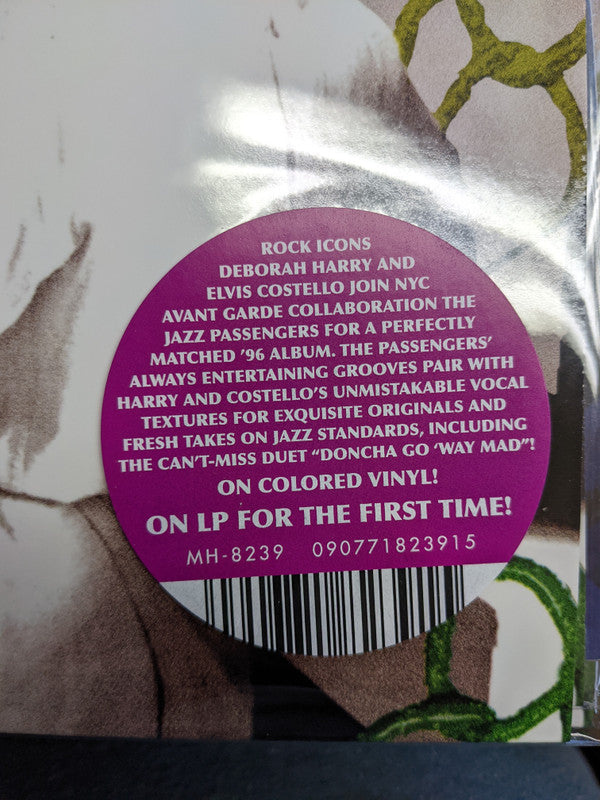 ROCK ICONS
DEBORAH HARRY AND
ELVIS COSTELLO JOIN NYC
AVANT GARDE COLLABORATION THE
JAZZ PASSENGERS FOR A PERFECTLY
MATCHED ’96 ALBUM. THE PASSENGERS’
ALWAYS ENTERTAINING GROOVES PAIR WITH
HARRY AND COSTELLO’S UNMISTAKABLE VOCAL
TEXTURES FOR EXQUISITE ORIGINALS AND
FRESH TAKES ON JAZZ STANDARDS, INCLUDING
THE CAN’T-MISS DUET “DONCHA GO ‘WAY MAD”!
ON COLORED VINYL!
ON LP FOR THE FIRST TIME!
MH-8239 090771823915